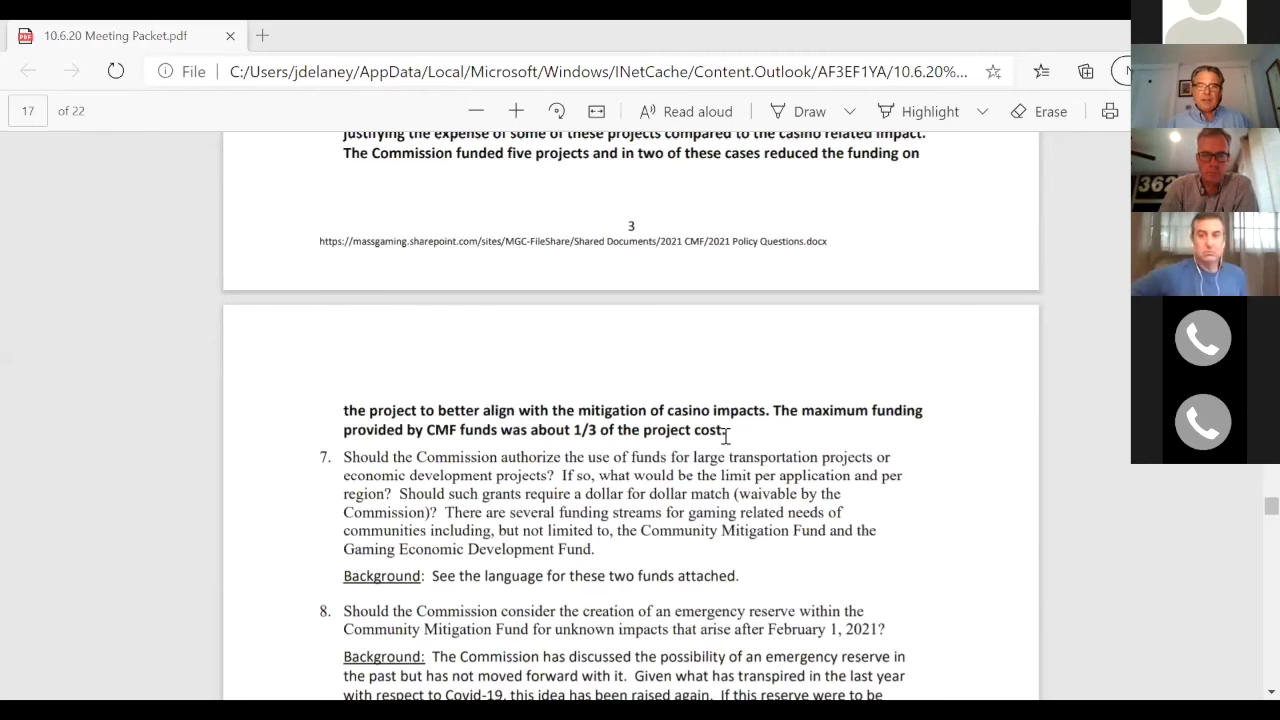 10.6.20 Meeting Packet.pdf
File C:/Users/jdelaney/AppData/Local/Microsoft/Windows/INetCache/Content.Outlook/AF3EF1YA/10.6.20%...
17 of 22 Read aloud Draw Highlight Erase
justifying the expense of some of these projects compared to the casino related impact.
The Commission funded five projects and in two of these cases reduced the funding on
3
https://massgaming.sharepoint.com/sites/MGC-FileShare/Shared Documents/2021 CMF/2021 Policy Questions.docx
the project to better align with the mitigation of casino impacts. The maximum funding
provided by CMF funds was about 1/3 of the project cost.
7. Should the Commission authorize the use of funds for large transportation projects or
economic development projects? If so, what would be the limit per application and per
region? Should such grants require a dollar for dollar match (waivable by the
Commission)? There are several funding streams for gaming related needs of
communities including, but not limited to, the Community Mitigation Fund and the
Gaming Economic Development Fund.
Background: See the language for these two funds attached.
8. Should the Commission consider the creation of an emergency reserve within the
Community Mitigation Fund for unknown impacts that arise after February 1, 2021?
Background: The Commission has discussed the possibility of an emergency reserve in
the past but has not moved forward with it. Given what has transpired in the last year
with respect to Covid-19, this idea has been raised again. If this reserve were to be
362